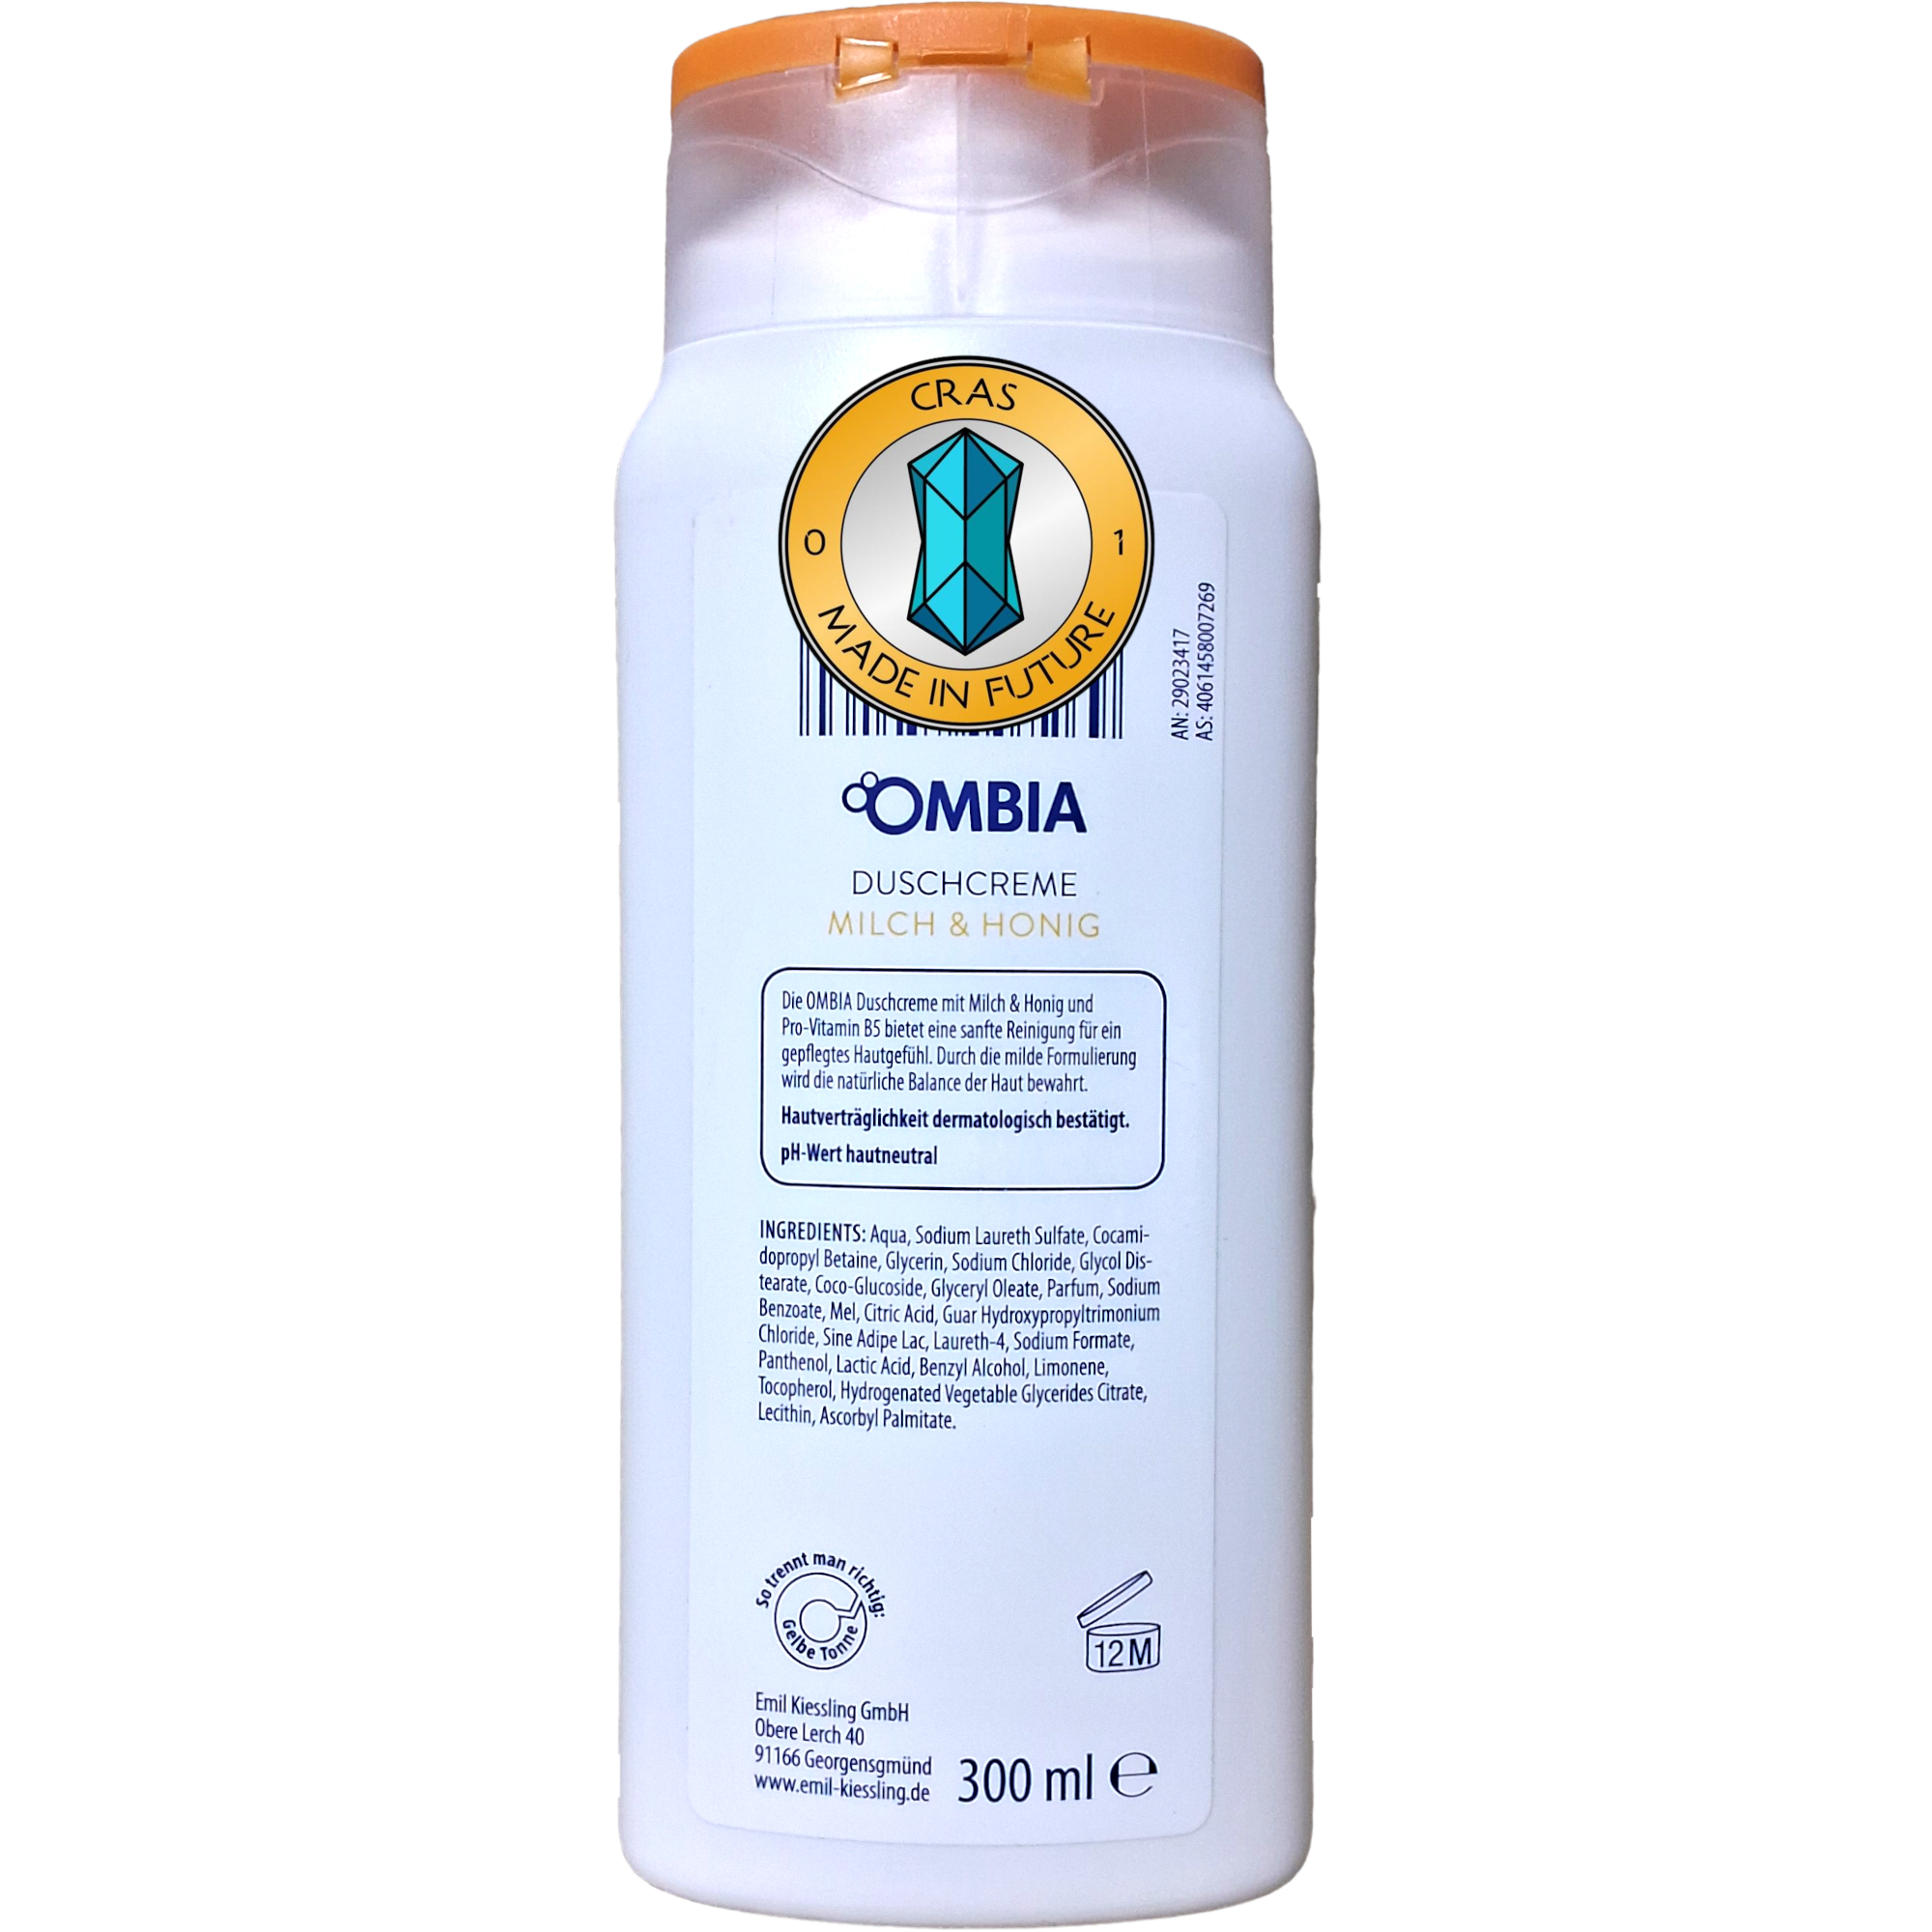 CRAS
0 1
MADE IN FUTURE
AN: 29023417
AS: 4061458007269
OMBIA
DUSCHCREME
MILCH & HONIG
Die OMBIA Duschcreme mit Milch & Honig und
Pro-Vitamin B5 bietet eine sanfte Reinigung für ein
gepflegtes Hautgefühl. Durch die milde Formulierung
wird die natürliche Balance der Haut bewahrt.
Hautverträglichkeit dermatologisch bestätigt.
pH-Wert hautneutral
INGREDIENTS: Aqua, Sodium Laureth Sulfate, Cocami-
dopropyl Betaine, Glycerin, Sodium Chloride, Glycol Dis-
tearate, Coco-Glucoside, Glyceryl Oleate, Parfum, Sodium
Benzoate, Mel, Citric Acid, Guar Hydroxypropyltrimonium
Chloride, Sine Adipe Lac, Laureth-4, Sodium Formate,
Panthenol, Lactic Acid, Benzyl Alcohol, Limonene,
Tocopherol, Hydrogenated Vegetable Glycerides Citrate,
Lecithin, Ascorbyl Palmitate.
So trennt man richtig:
Gelbe Tonne
12 M
Emil Kiessling GmbH
Obere Lerch 40
91166 Georgensgmünd
www.emil-kiessling.de
300 ml e